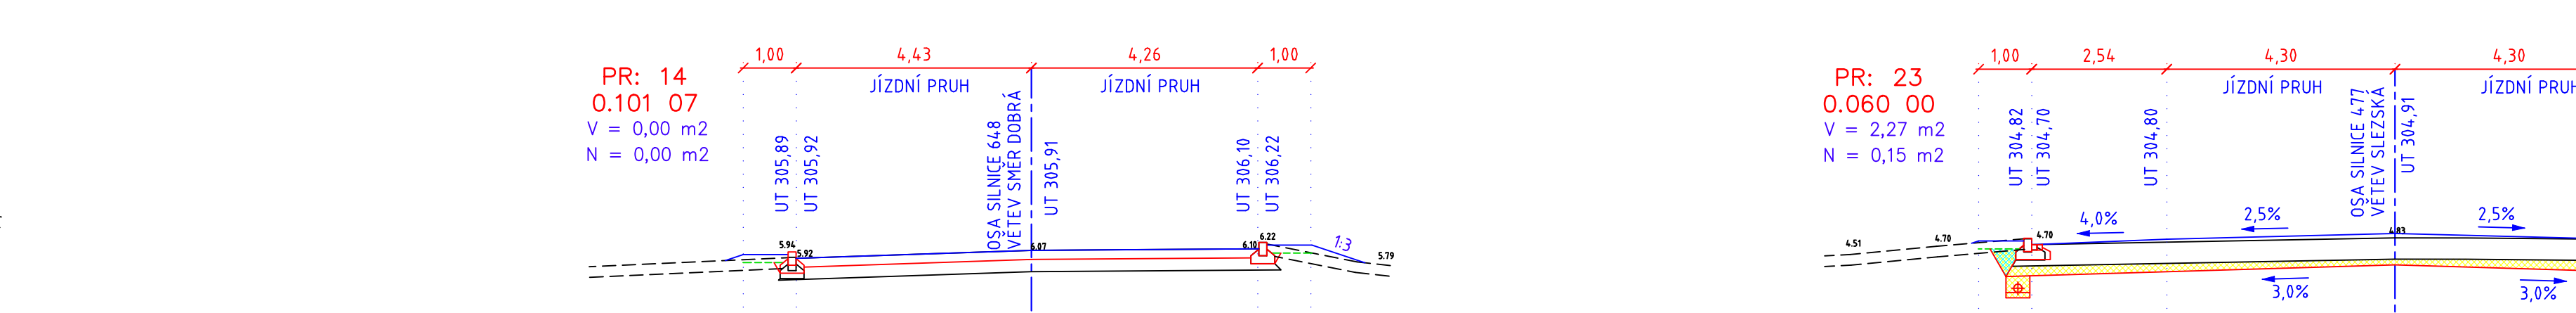 1,00 4,43 4,26 1,00
PR: 14
0.101 07
V = 0,00 m2
N = 0,00 m2
JÍZDNÍ PRUH JÍZDNÍ PRUH
UT 305,89
UT 305,92
OSA SILNICE 648
VĚTEV SMĚR DOBRÁ
UT 305,91
UT 306,10
UT 306,22
5.94
5.92
6.07
6.10
6.22
1:3
5.79
1,00 2,54 4,30 4,30
PR: 23
0.060 00
V = 2,27 m2
N = 0,15 m2
JÍZDNÍ PRUH JÍZDNÍ PRUH
UT 304,82
UT 304,70
UT 304,80
OSA SILNICE 477
VĚTEV SLEZSKÁ
UT 304,91
4,0% 2,5% 2,5%
4.51
4.70
4.70
4.83
3,0% 3,0%